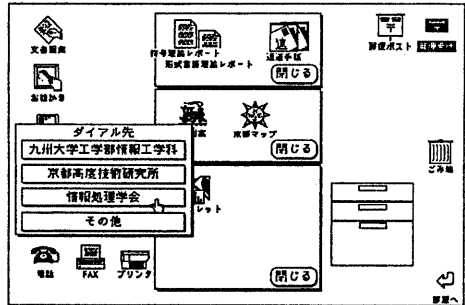 文書編集
お絵かき
符号理論レポート
形式言語理論レポート
送迎手伝
閉じる
京都マップ
閉じる
閉じる
郵便ポスト
ごみ箱
ダイアル先
九州大学工学部情報工学科
京都高度技術研究所
情報処理学会
その他
電話
FAX
プリンタ
部屋へ